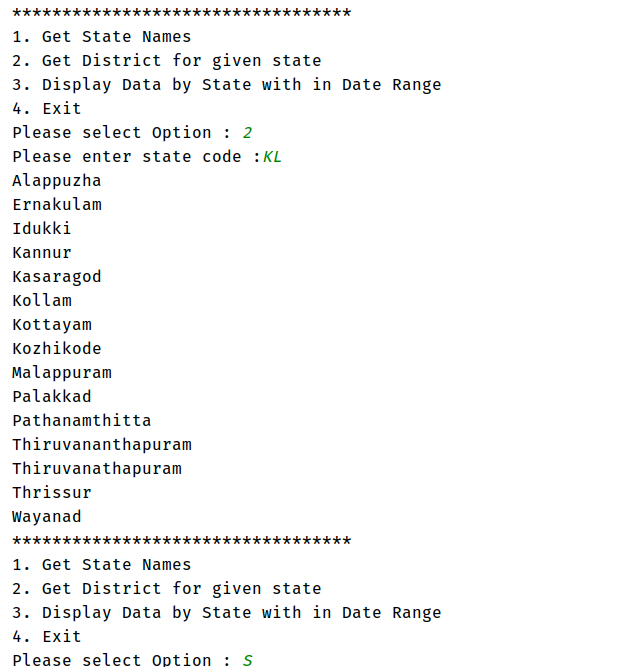 **********************************
1. Get State Names
2. Get District for given state
3. Display Data by State with in Date Range
4. Exit
Please select Option : 2
Please enter state code :KL
Alappuzha
Ernakulam
Idukki
Kannur
Kasaragod
Kollam
Kottayam
Kozhikode
Malappuram
Palakkad
Pathanamthitta
Thiruvananthapuram
Thiruvanathapuram
Thrissur
Wayanad
**********************************
1. Get State Names
2. Get District for given state
3. Display Data by State with in Date Range
4. Exit
Please select Option : S